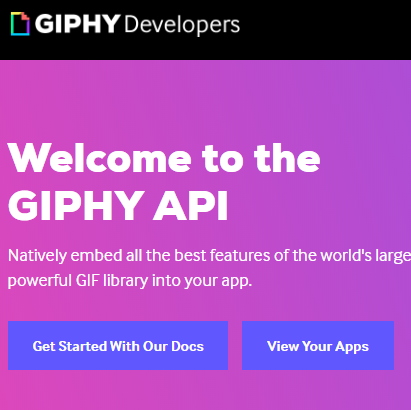 GIPHY Developers
Welcome to the
GIPHY API
Natively embed all the best features of the world's large
powerful GIF library into your app.
Get Started With Our Docs View Your Apps